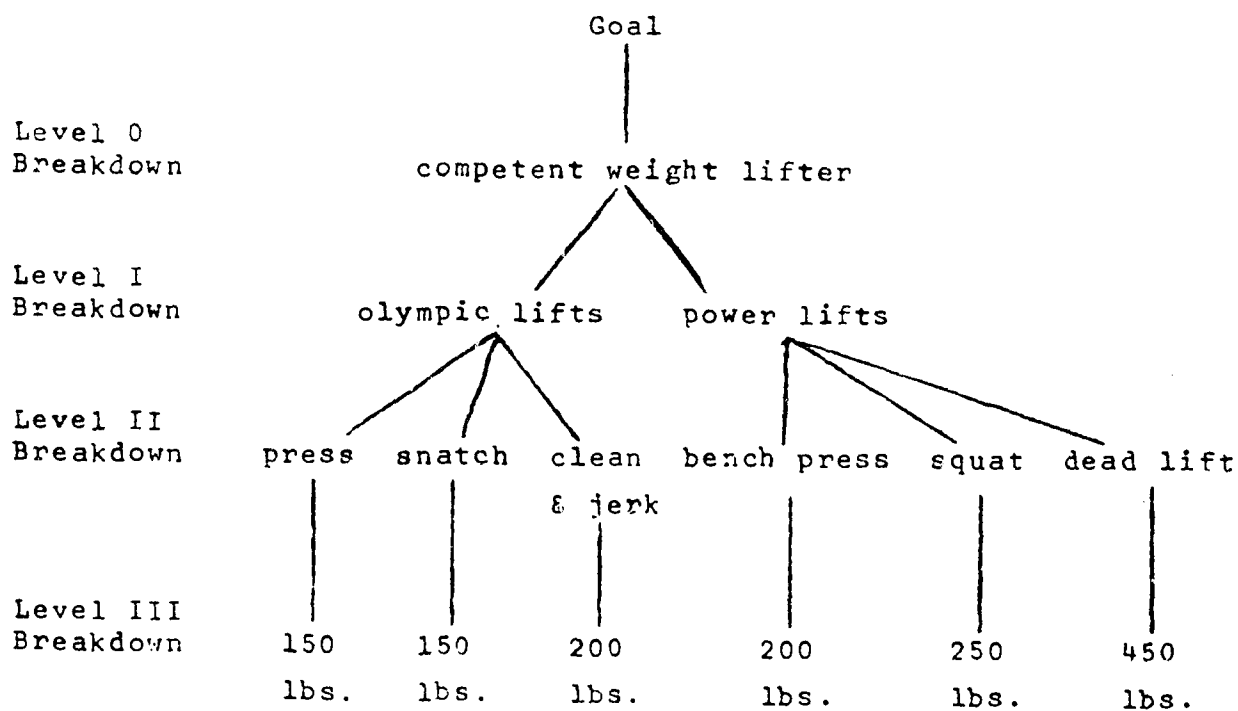 Goal
Level 0
Breakdown
competent weight lifter
Level I
Breakdown
olympic lifts power lifts
Level II
Breakdown press snatch clean bench press squat dead lift
& jerk
Level III
Breakdown 150 150 200 200 250 450
lbs. lbs. lbs. lbs. lbs. lbs.